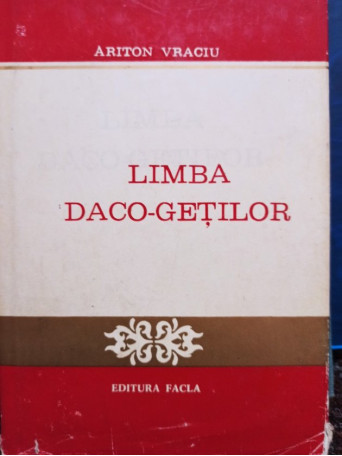 ARITON VRACIU
LIMBA
DACO-GEȚILOR
EDITURA FACLA